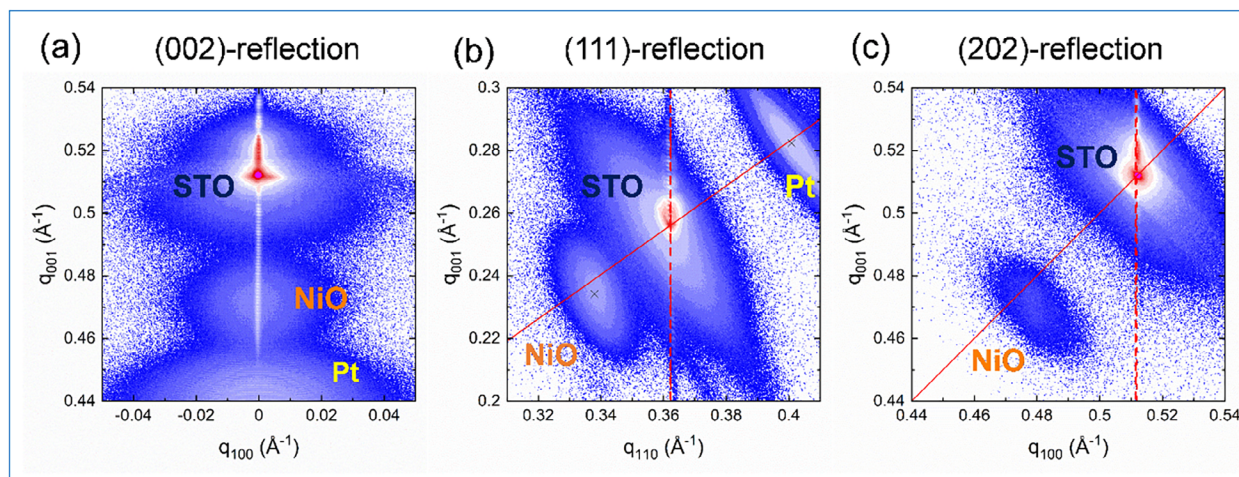 (a) (002)-reflection
0.54
0.52
0.5
0.48
0.46
0.44
q001 (Å-1)
STO
NiO
Pt
-0.04 -0.02 0 0.02 0.04
q100 (Å-1)
(b) (111)-reflection
0.3
0.28
0.26
0.24
0.22
0.2
q001 (Å-1)
STO
Pt
NiO
0.32 0.34 0.36 0.38 0.4
q110 (Å-1)
(c) (202)-reflection
0.54
0.52
0.5
0.48
0.46
0.44
q001 (Å-1)
STO
NiO
0.44 0.46 0.48 0.5 0.52 0.54
q100 (Å-1)